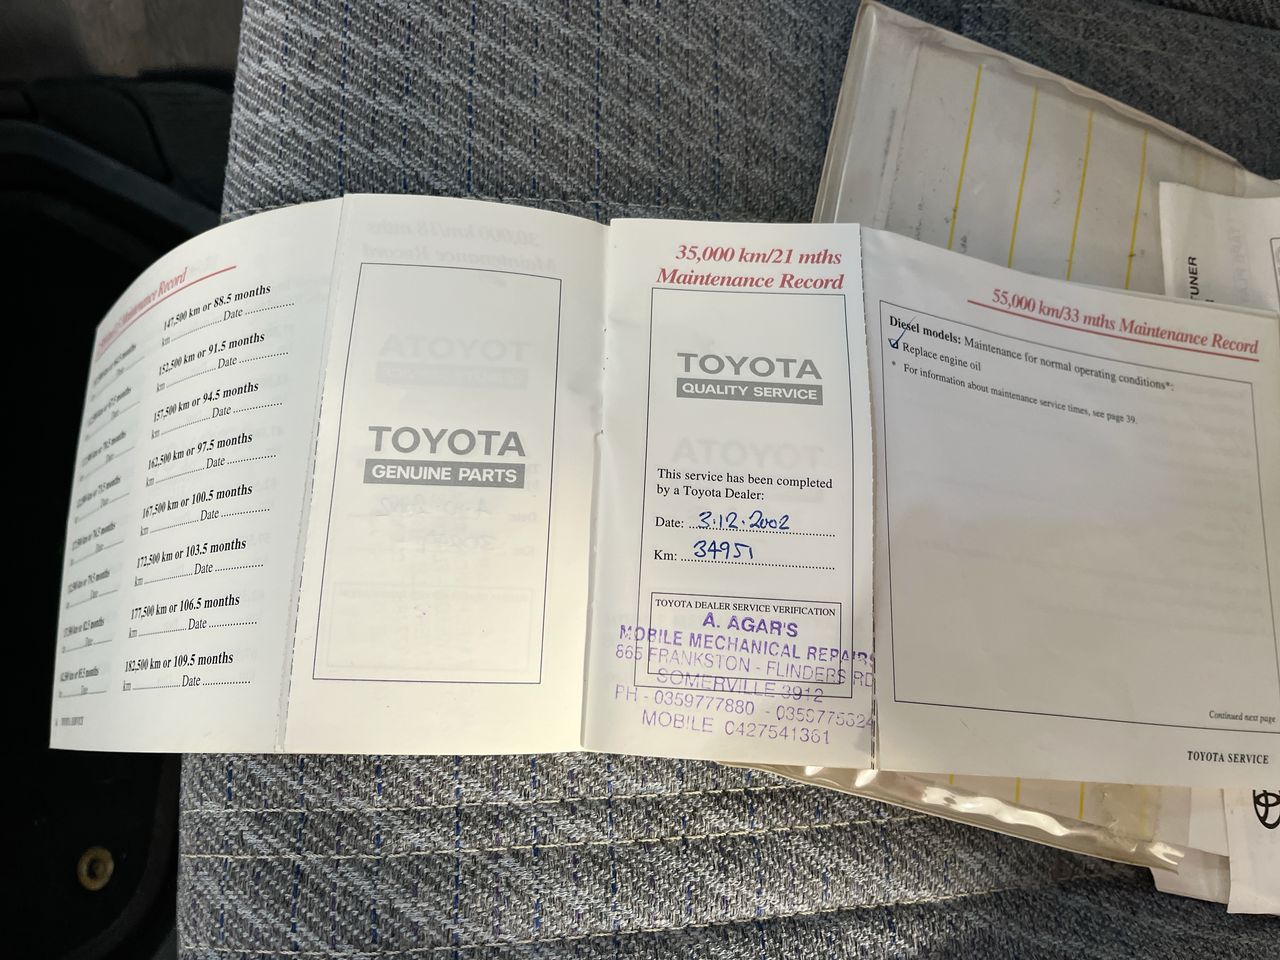 Maintenance Record
147,500 km or 88.5 months
km .................... Date ................
152,500 km or 91.5 months
km .................... Date ................
157,500 km or 94.5 months
km .................... Date ................
162,500 km or 97.5 months
km .................... Date ................
167,500 km or 100.5 months
km .................... Date ................
172,500 km or 103.5 months
km .................... Date ................
177,500 km or 106.5 months
km .................... Date ................
182,500 km or 109.5 months
km .................... Date ................
TOYOTA SERVICE
TOYOTA
GENUINE PARTS
35,000 km/21 mths
Maintenance Record
TOYOTA
QUALITY SERVICE
This service has been completed
by a Toyota Dealer:
Date: 3.12.2002
Km: 34951
TOYOTA DEALER SERVICE VERIFICATION
A. AGAR'S
MOBILE MECHANICAL REPAIRS
865 FRANKSTON - FLINDERS RD
SOMERVILLE 3912
PH - 0359777880 - 0359775324
MOBILE 0427541361
55,000 km/33 mths Maintenance Record
Diesel models: Maintenance for normal operating conditions*:
Replace engine oil
* For information about maintenance service times, see page 39.
Continued next page
TOYOTA SERVICE
TUNER